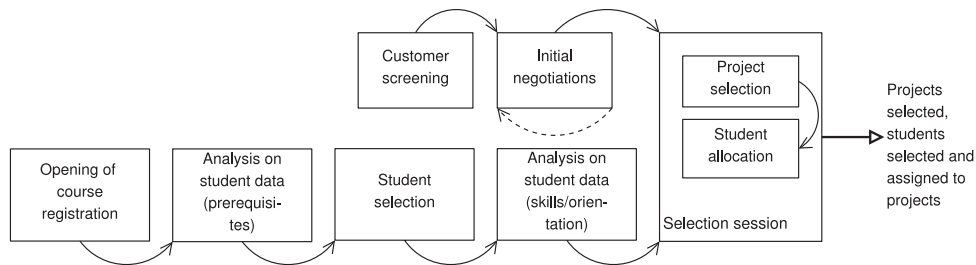 Customer
screening
Initial
negotiations
Project
selection
Student
allocation
Selection session
Projects
selected,
students
selected and
assigned to
projects
Opening of
course
registration
Analysis on
student data
(prerequisi-
tes)
Student
selection
Analysis on
student data
(skills/orien-
tation)